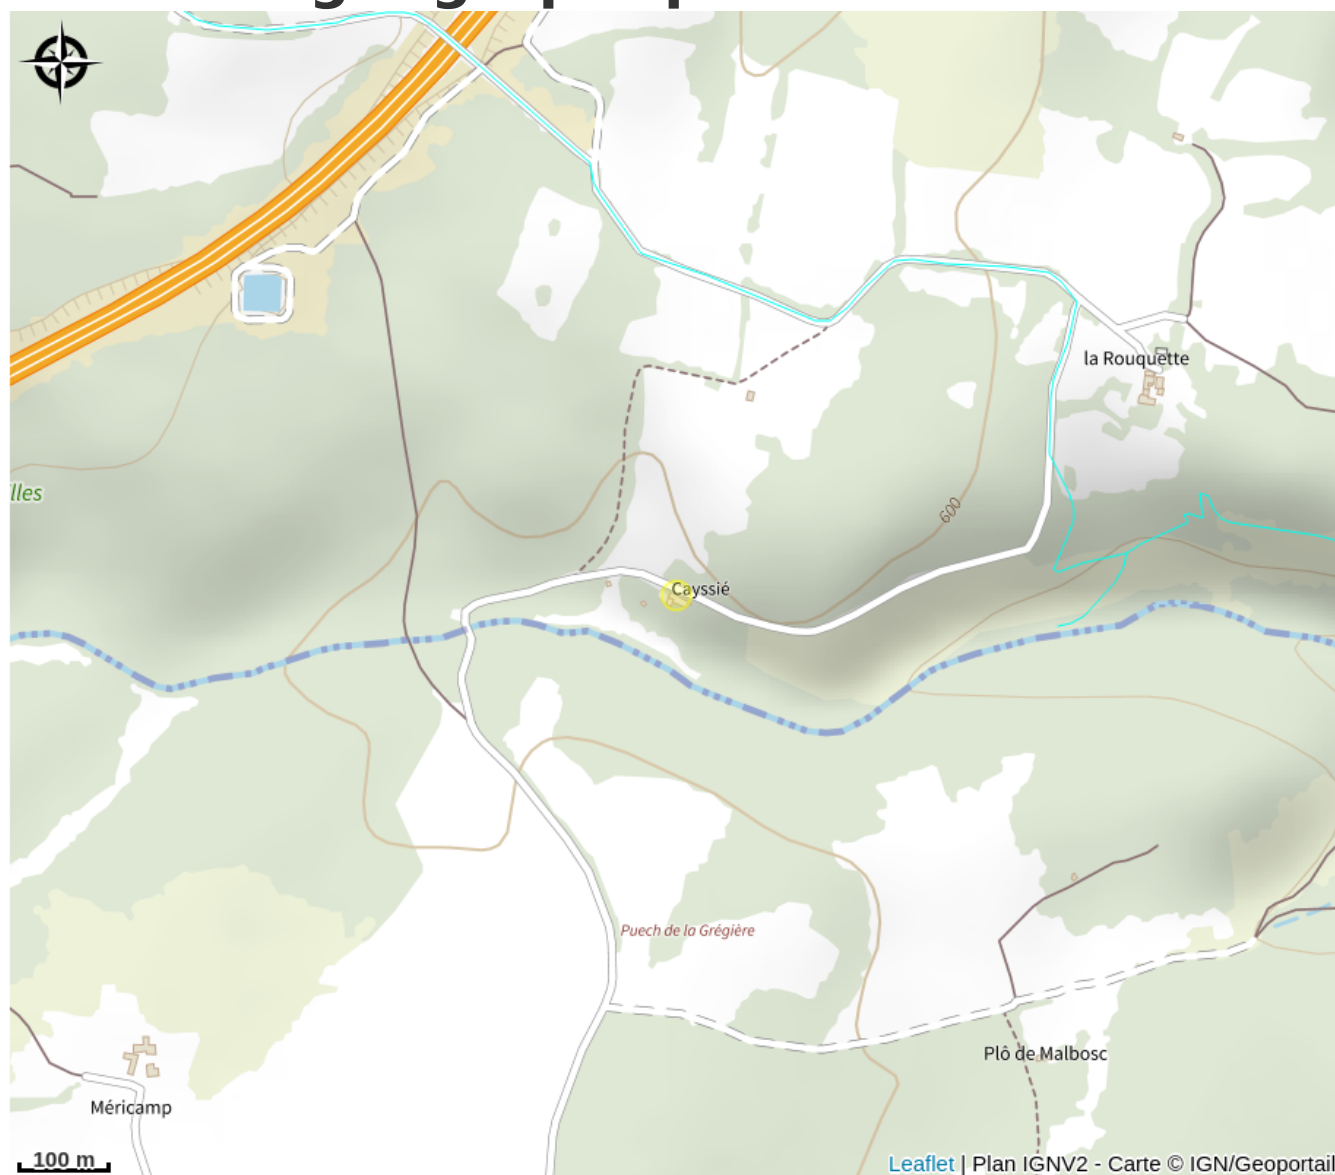 la Rouquette
lles
600
Cayssié
Puech de la Grégière
Plô de Malbosc
Méricamp
100 m
Leaflet | Plan IGNV2 - Carte © IGN/Geoportail